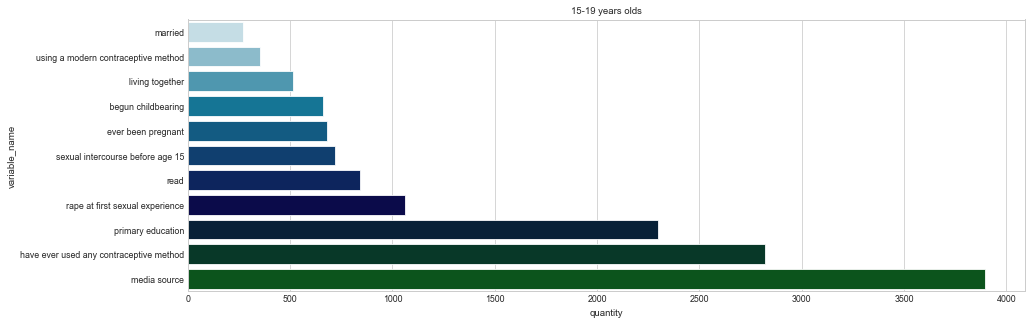 15-19 years olds
variable_name
married
using a modern contraceptive method
living together
begun childbearing
ever been pregnant
sexual intercourse before age 15
read
rape at first sexual experience
primary education
have ever used any contraceptive method
media source
0 500 1000 1500 2000 2500 3000 3500 4000
quantity